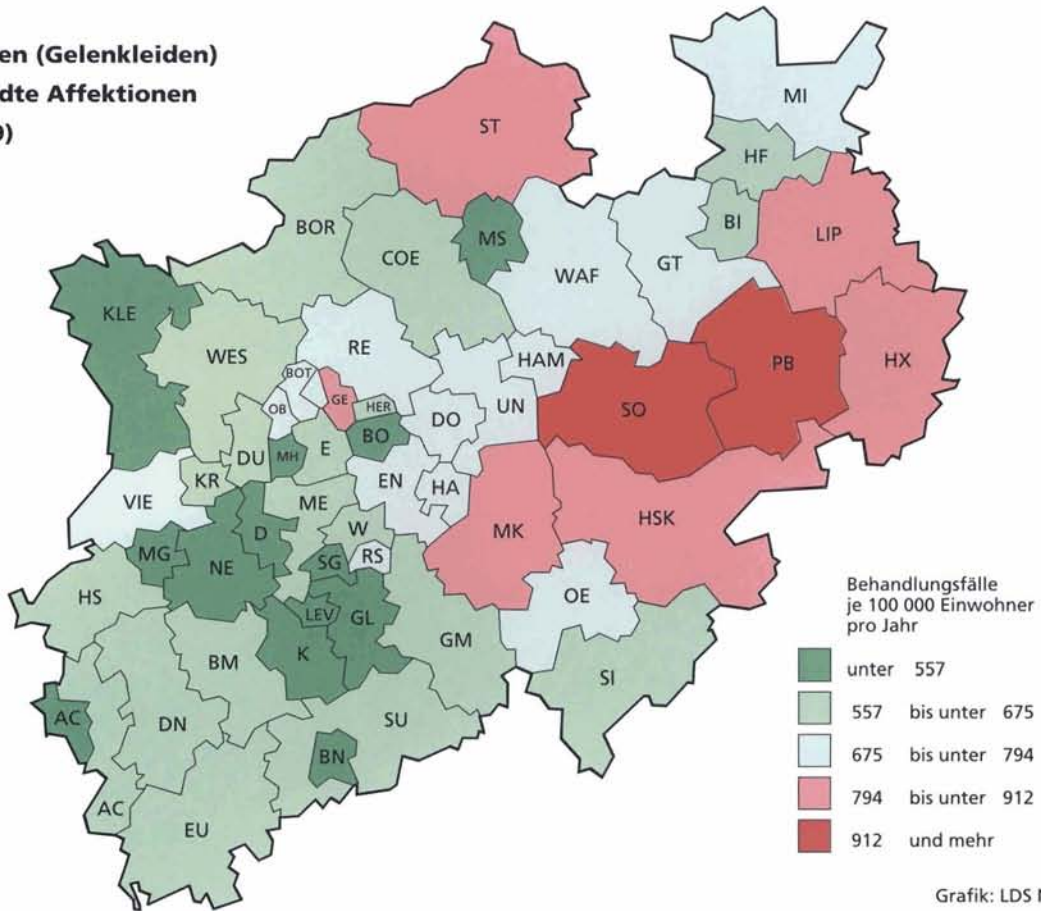 en (Gelenkleiden)
dte Affektionen
)
MI
ST
HF
BI
LIP
BOR
MS
COE
WAF
GT
KLE
RE
WES
HAM
PB
HX
BOT
GE
OB
HER
DO
UN
SO
BO
DU
MH
E
KR
EN
HA
VIE
ME
HSK
MK
W
D
MG
NE
SG
RS
HS
OE
LEV
GL
GM
K
BM
SI
AC
DN
SU
BN
AC
EU
Behandlungsfälle
je 100 000 Einwohner
pro Jahr
unter 557
557 bis unter 675
675 bis unter 794
794 bis unter 912
912 und mehr
Grafik: LDS